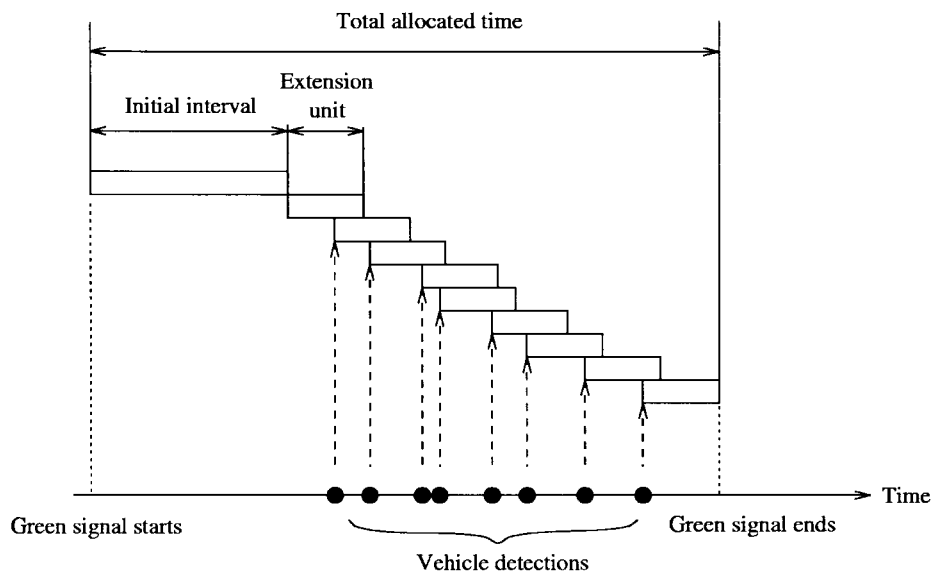 Total allocated time
Extension
unit
Initial interval
Time
Green signal starts
Green signal ends
Vehicle detections